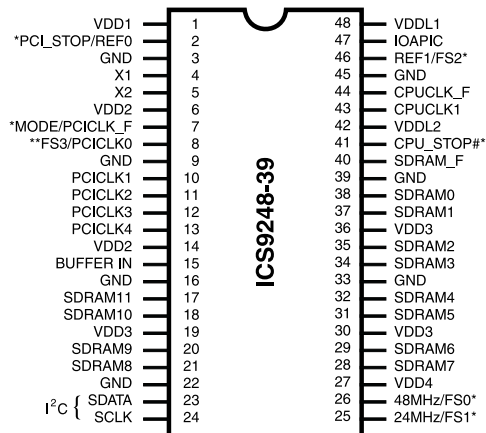 VDD1 1 48 VDDL1
*PCI_STOP/REF0 2 47 IOAPIC
GND 3 46 REF1/FS2*
X1 4 45 GND
X2 5 44 CPUCLK_F
VDD2 6 43 CPUCLK1
*MODE/PCICLK_F 7 42 VDDL2
**FS3/PCICLK0 8 41 CPU_STOP#*
GND 9 40 SDRAM_F
PCICLK1 10 39 GND
PCICLK2 11 38 SDRAM0
PCICLK3 12 37 SDRAM1
PCICLK4 13 36 VDD3
VDD2 14 35 SDRAM2
BUFFER IN 15 34 SDRAM3
GND 16 33 GND
SDRAM11 17 32 SDRAM4
SDRAM10 18 31 SDRAM5
VDD3 19 30 VDD3
SDRAM9 20 29 SDRAM6
SDRAM8 21 28 SDRAM7
GND 22 27 VDD4
I²C { SDATA 23 26 48MHz/FS0*
SCLK 24 25 24MHz/FS1*
ICS9248-39